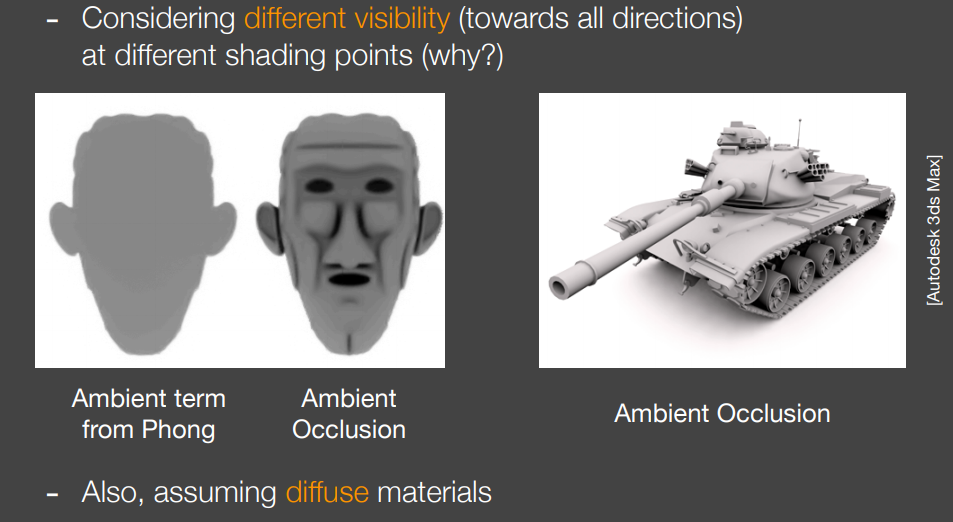 - Considering different visibility (towards all directions)
at different shading points (why?)
[Autodesk 3ds Max]
Ambient term
from Phong
Ambient
Occlusion
Ambient Occlusion
- Also, assuming diffuse materials